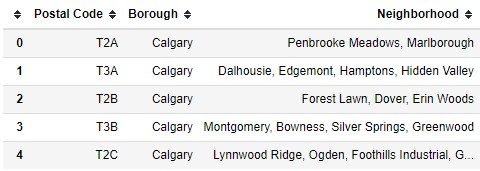 Postal Code Borough Neighborhood
0 T2A Calgary Penbrooke Meadows, Marlborough
1 T3A Calgary Dalhousie, Edgemont, Hamptons, Hidden Valley
2 T2B Calgary Forest Lawn, Dover, Erin Woods
3 T3B Calgary Montgomery, Bowness, Silver Springs, Greenwood
4 T2C Calgary Lynnwood Ridge, Ogden, Foothills Industrial, G...